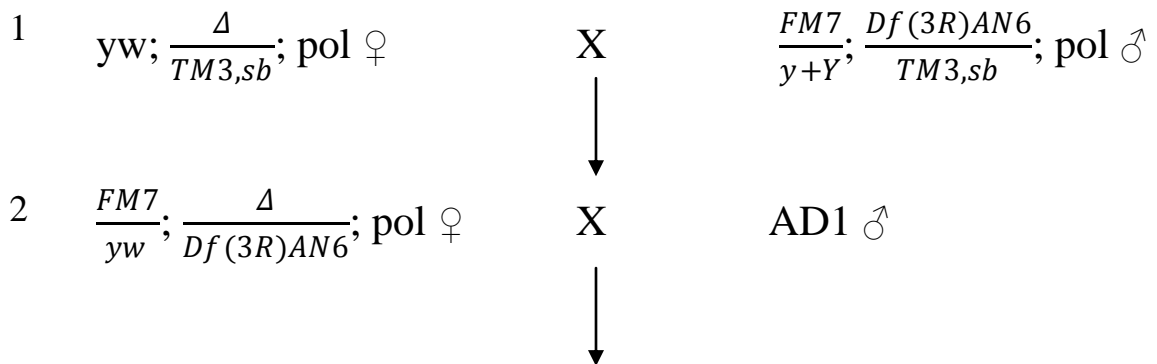 1 yw; Δ/TM3,sb; pol ♀ X FM7/y+Y; Df(3R)AN6/TM3,sb; pol ♂
2 FM7/yw; Δ/Df(3R)AN6; pol ♀ X AD1 ♂